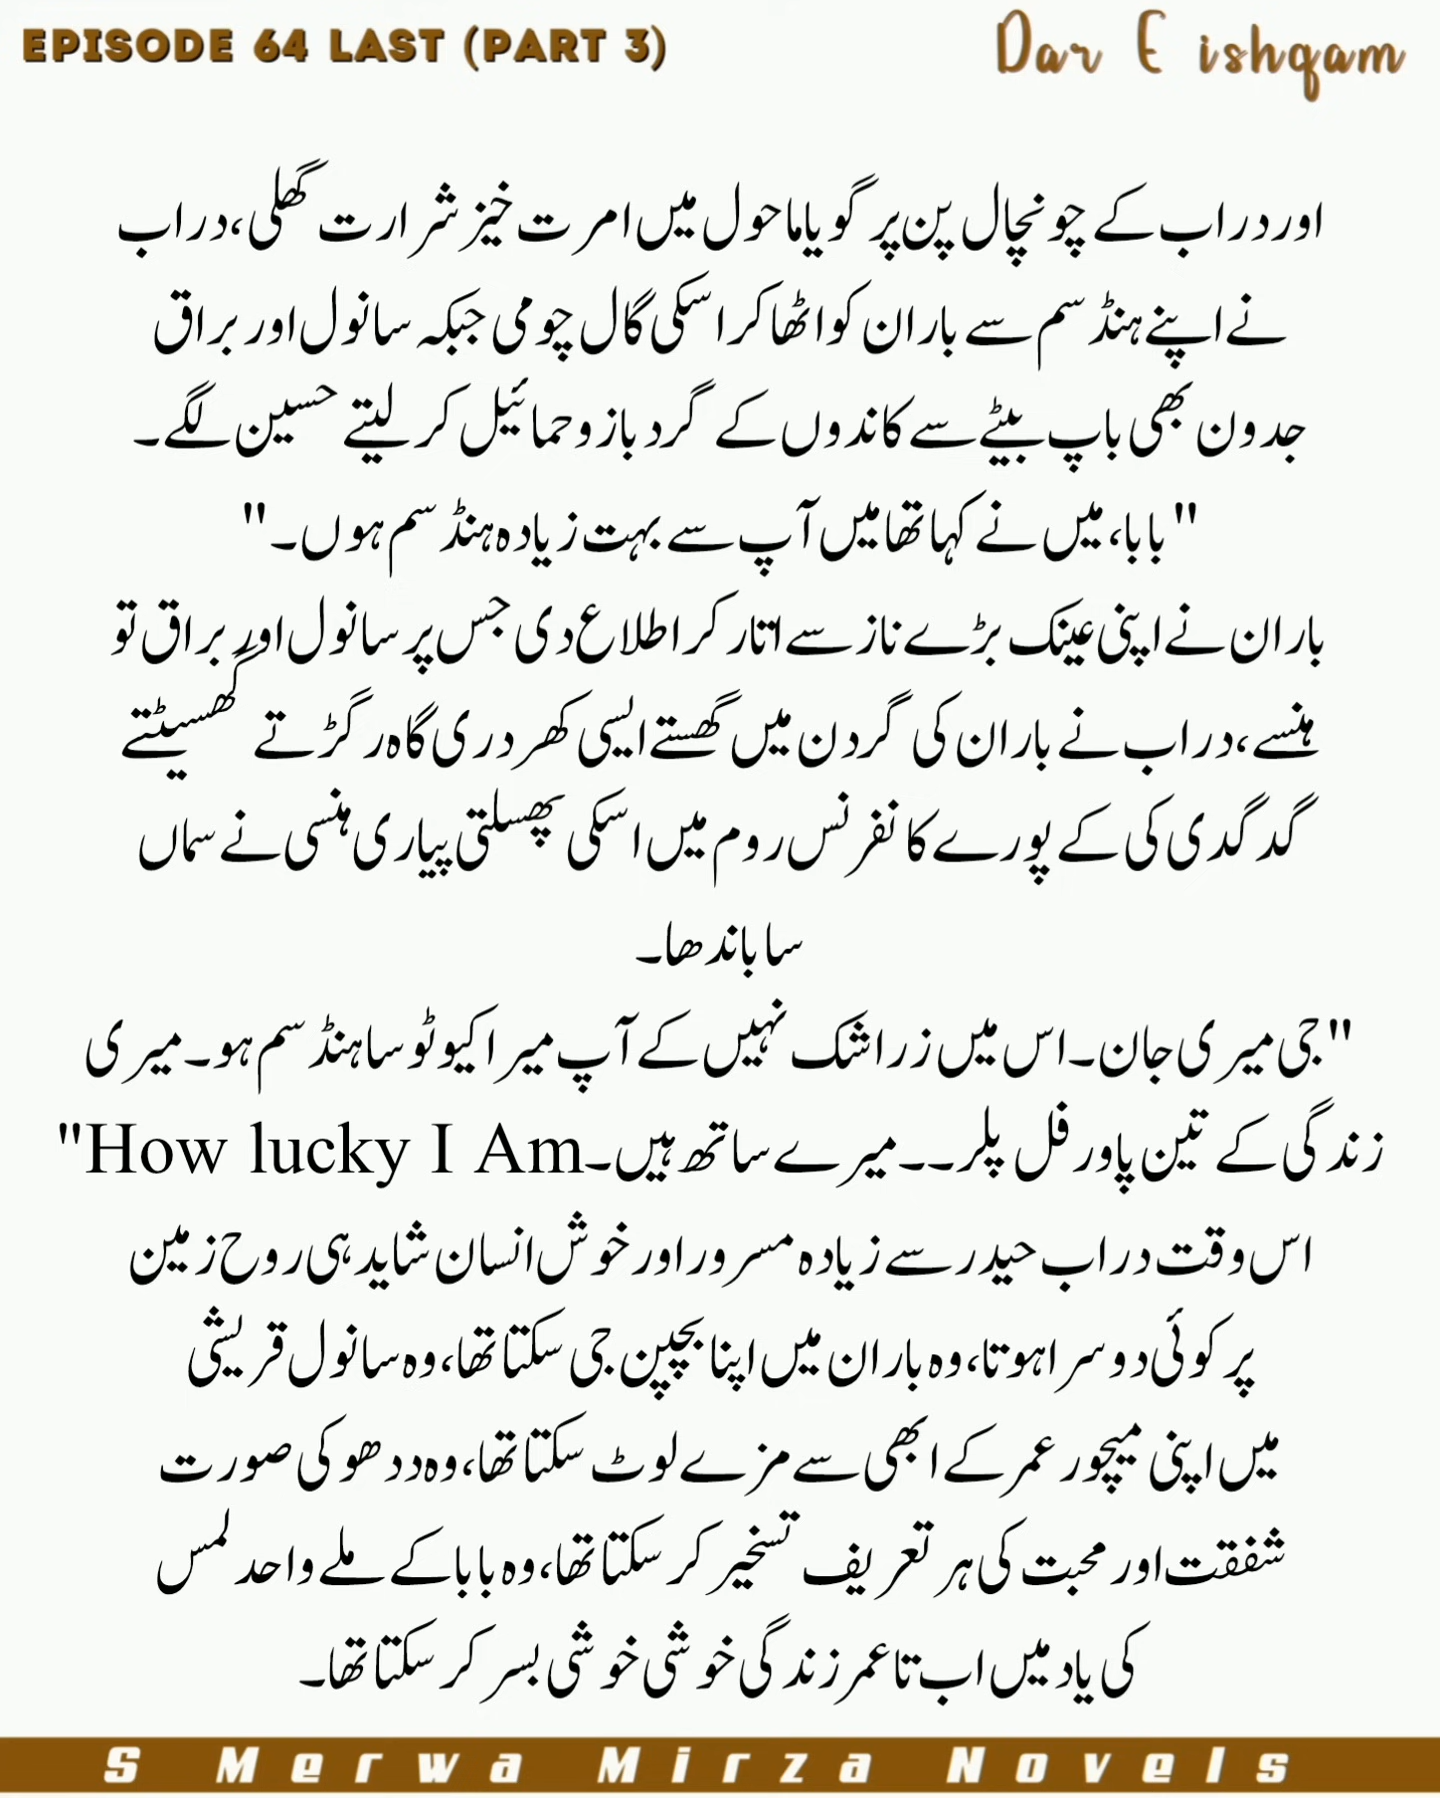 EPISODE 64 LAST (PART 3)
Dar E ishqam
اور دراب کے چونچال پن پر گویا ماحول میں امرت خیز شرارت گھلی، دراب
نے اپنے ہنڈسم سے باران کو اٹھا کر اسکی گال چومی جبکہ سانول اور براق
جدون بھی باپ بیٹے سے کاندوں کے گرد بازو حمائیل کر لیتے حسین لگے۔
"بابا، میں نے کہا تھا میں آپ سے بہت زیادہ ہنڈسم ہوں۔"
باران نے اپنی عینک بڑے ناز سے اتار کر اطلاع دی جس پر سانول اور براق تو
ہنسے، دراب نے باران کی گردن میں گھستے ایسی کھردری گاہ رگڑتے گھسیٹتے
گدگدی کی کے پورے کانفرنس روم میں اسکی پھسلتی پیاری ہنسی نے سماں
سا باندھا۔
"جی میری جان۔ اس میں زرا شک نہیں کے آپ میرا کیوٹو سا ہنڈسم ہو۔ میری
زندگی کے تین پاور فل پلر۔۔ میرے ساتھ ہیں۔ How lucky I Am"
اس وقت دراب حیدر سے زیادہ مسرور اور خوش انسان شاید ہی روح زمین
پر کوئی دوسرا ہوتا، وہ باران میں اپنا بچپن جی سکتا تھا، وہ سانول قریشی
میں اپنی میچور عمر کے ابھی سے مزے لوٹ سکتا تھا، وہ ددھو کی صورت
شفقت اور محبت کی ہر تعریف تسخیر کر سکتا تھا، وہ بابا کے ملے واحد لمس
کی یاد میں اب تا عمر زندگی خوشی خوشی بسر کر سکتا تھا۔
S Merwa Mirza Novels